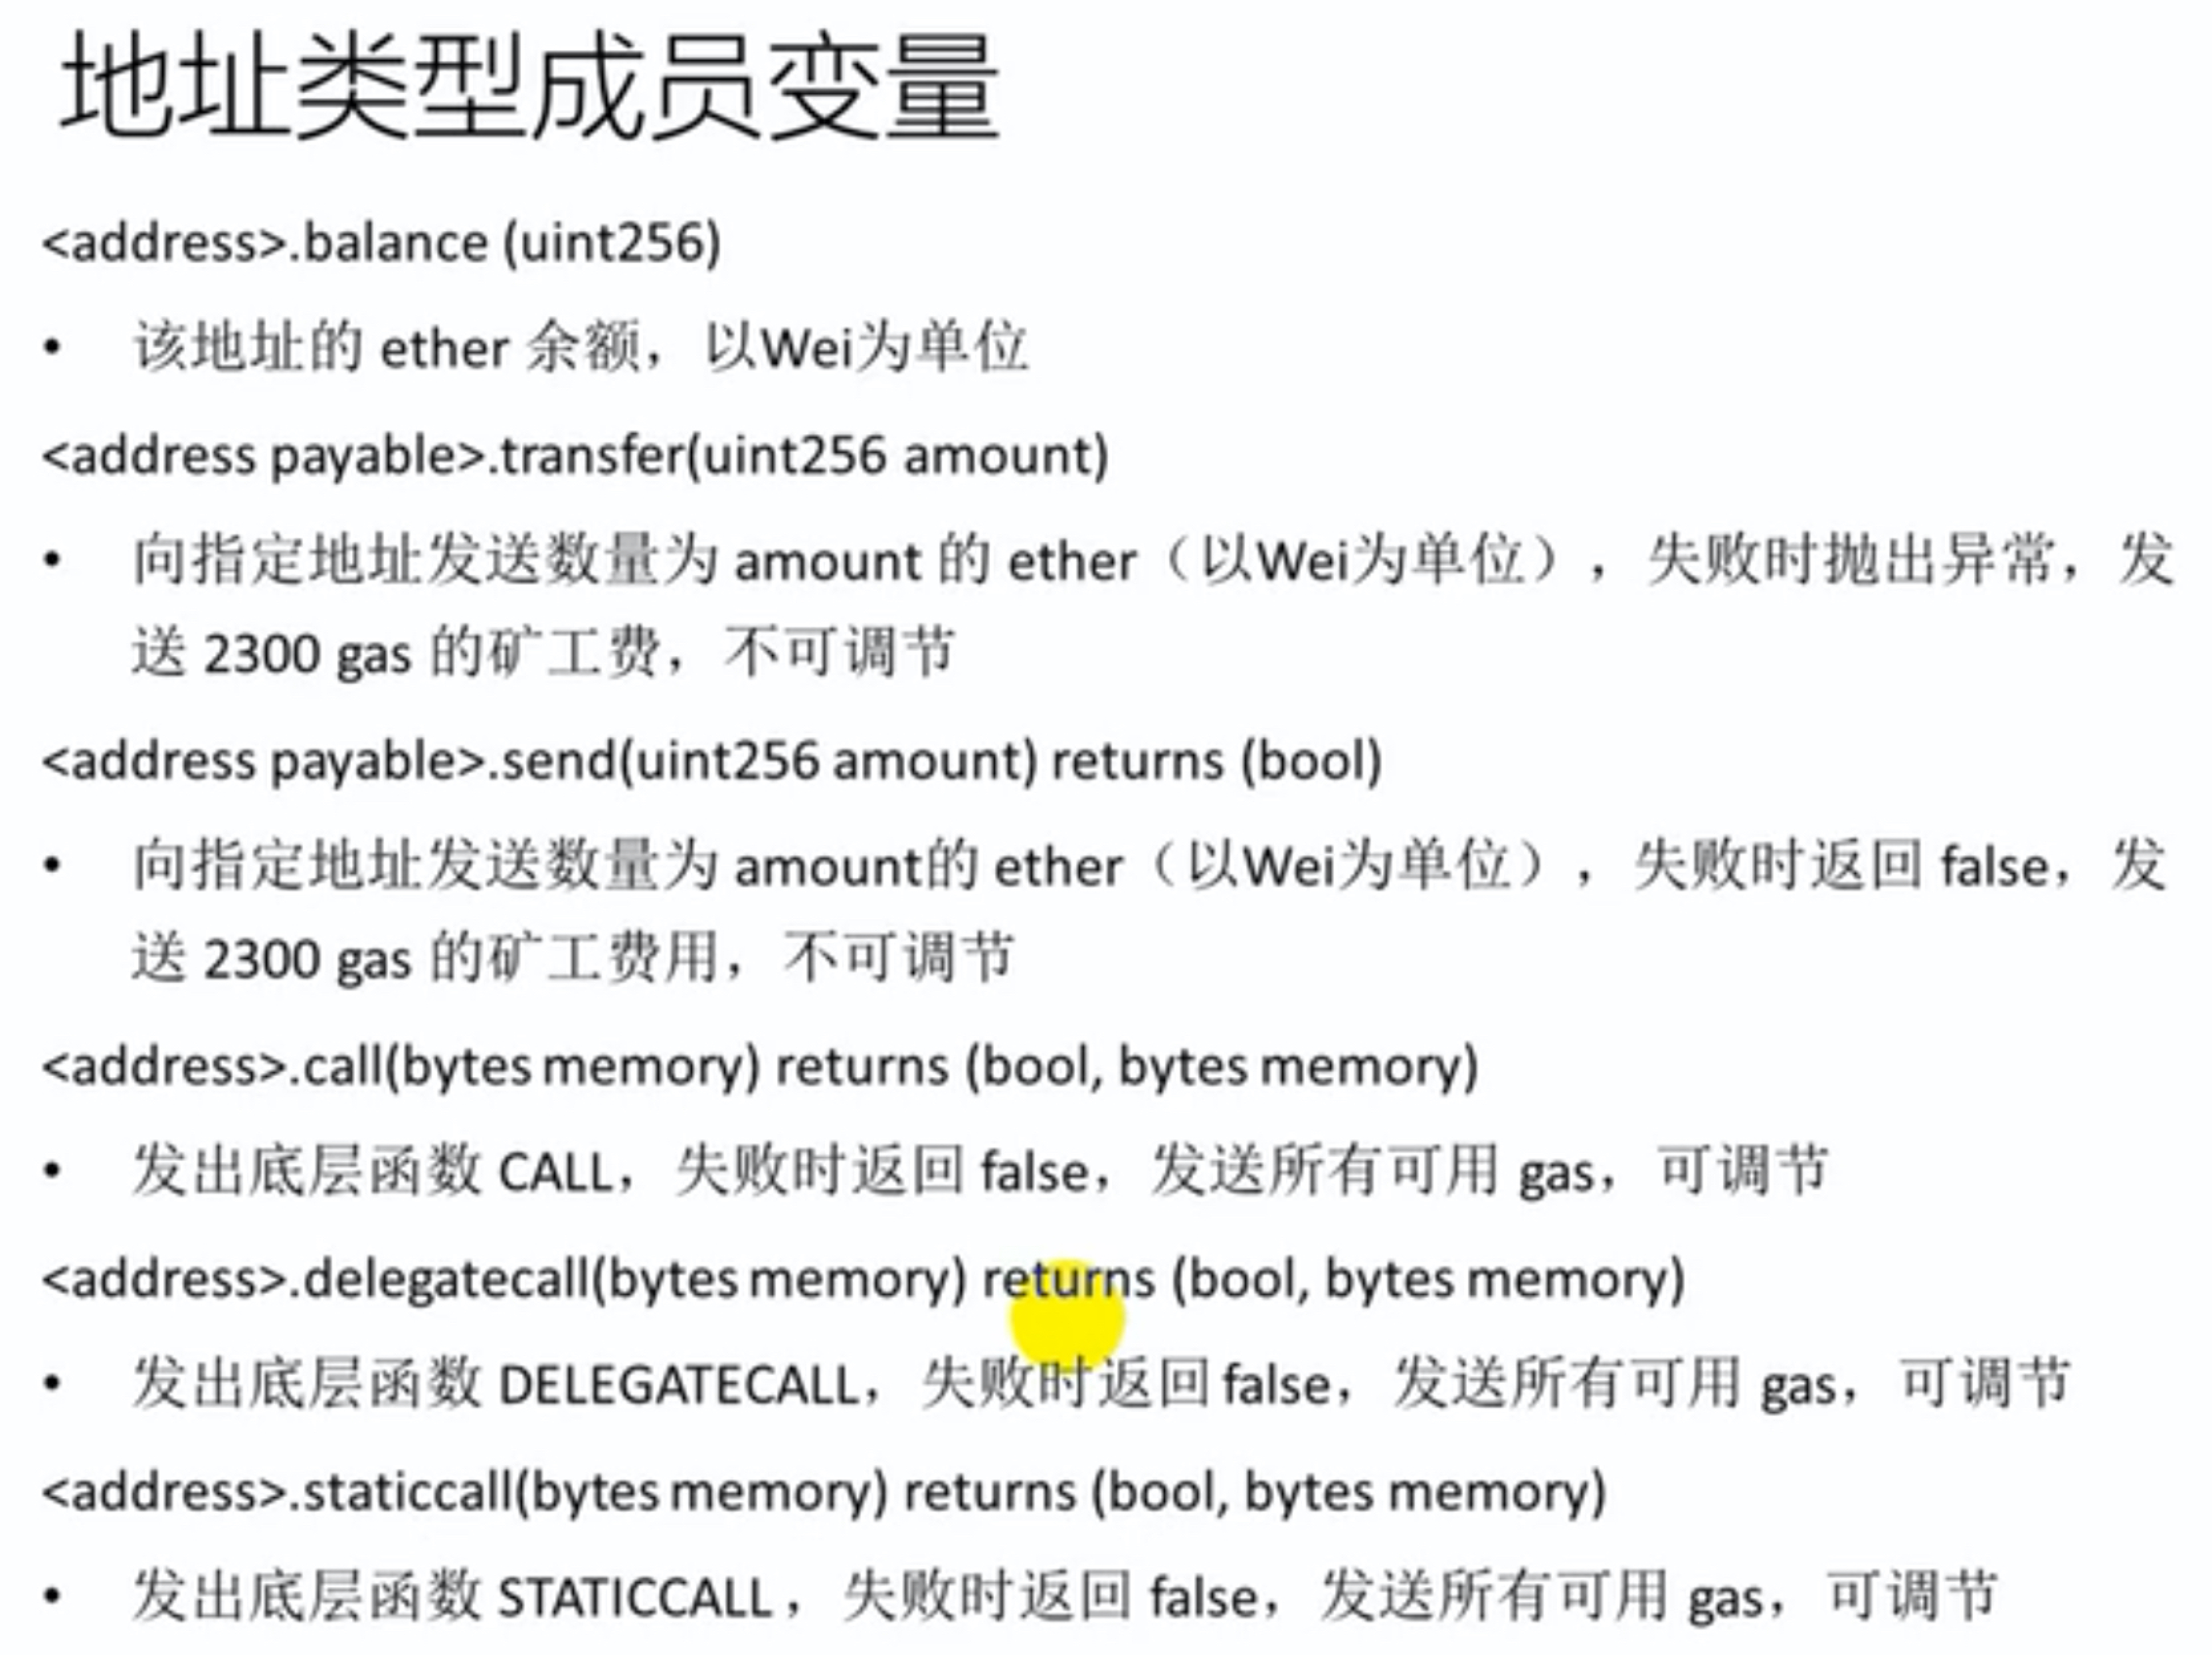 地址类型成员变量
<address>.balance (uint256)
• 该地址的 ether 余额，以Wei为单位
<address payable>.transfer(uint256 amount)
• 向指定地址发送数量为 amount 的 ether（以Wei为单位），失败时抛出异常，发
送 2300 gas 的矿工费，不可调节
<address payable>.send(uint256 amount) returns (bool)
• 向指定地址发送数量为 amount的 ether（以Wei为单位），失败时返回 false，发
送 2300 gas 的矿工费用，不可调节
<address>.call(bytes memory) returns (bool, bytes memory)
• 发出底层函数 CALL，失败时返回 false，发送所有可用 gas，可调节
<address>.delegatecall(bytes memory) returns (bool, bytes memory)
• 发出底层函数 DELEGATECALL，失败时返回 false，发送所有可用 gas，可调节
<address>.staticcall(bytes memory) returns (bool, bytes memory)
• 发出底层函数 STATICCALL，失败时返回 false，发送所有可用 gas，可调节